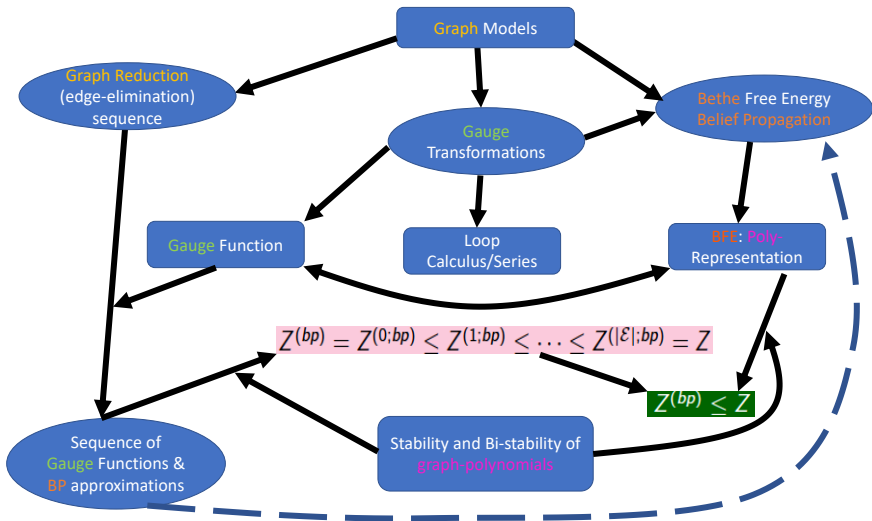 Graph Models
Graph Reduction
(edge-elimination)
sequence
Bethe Free Energy
Belief Propagation
Gauge
Transformations
Gauge Function
Loop
Calculus/Series
BFE: Poly
Representation
Z^{(bp)} = Z^{(0;bp)} ≤ Z^{(1;bp)} ≤ ⋯ ≤ Z^{(|ℰ|;bp)} = Z
Z^{(bp)} ≤ Z
Sequence of
Gauge Functions &
BP approximations
Stability and Bi-stability of
graph polynomials